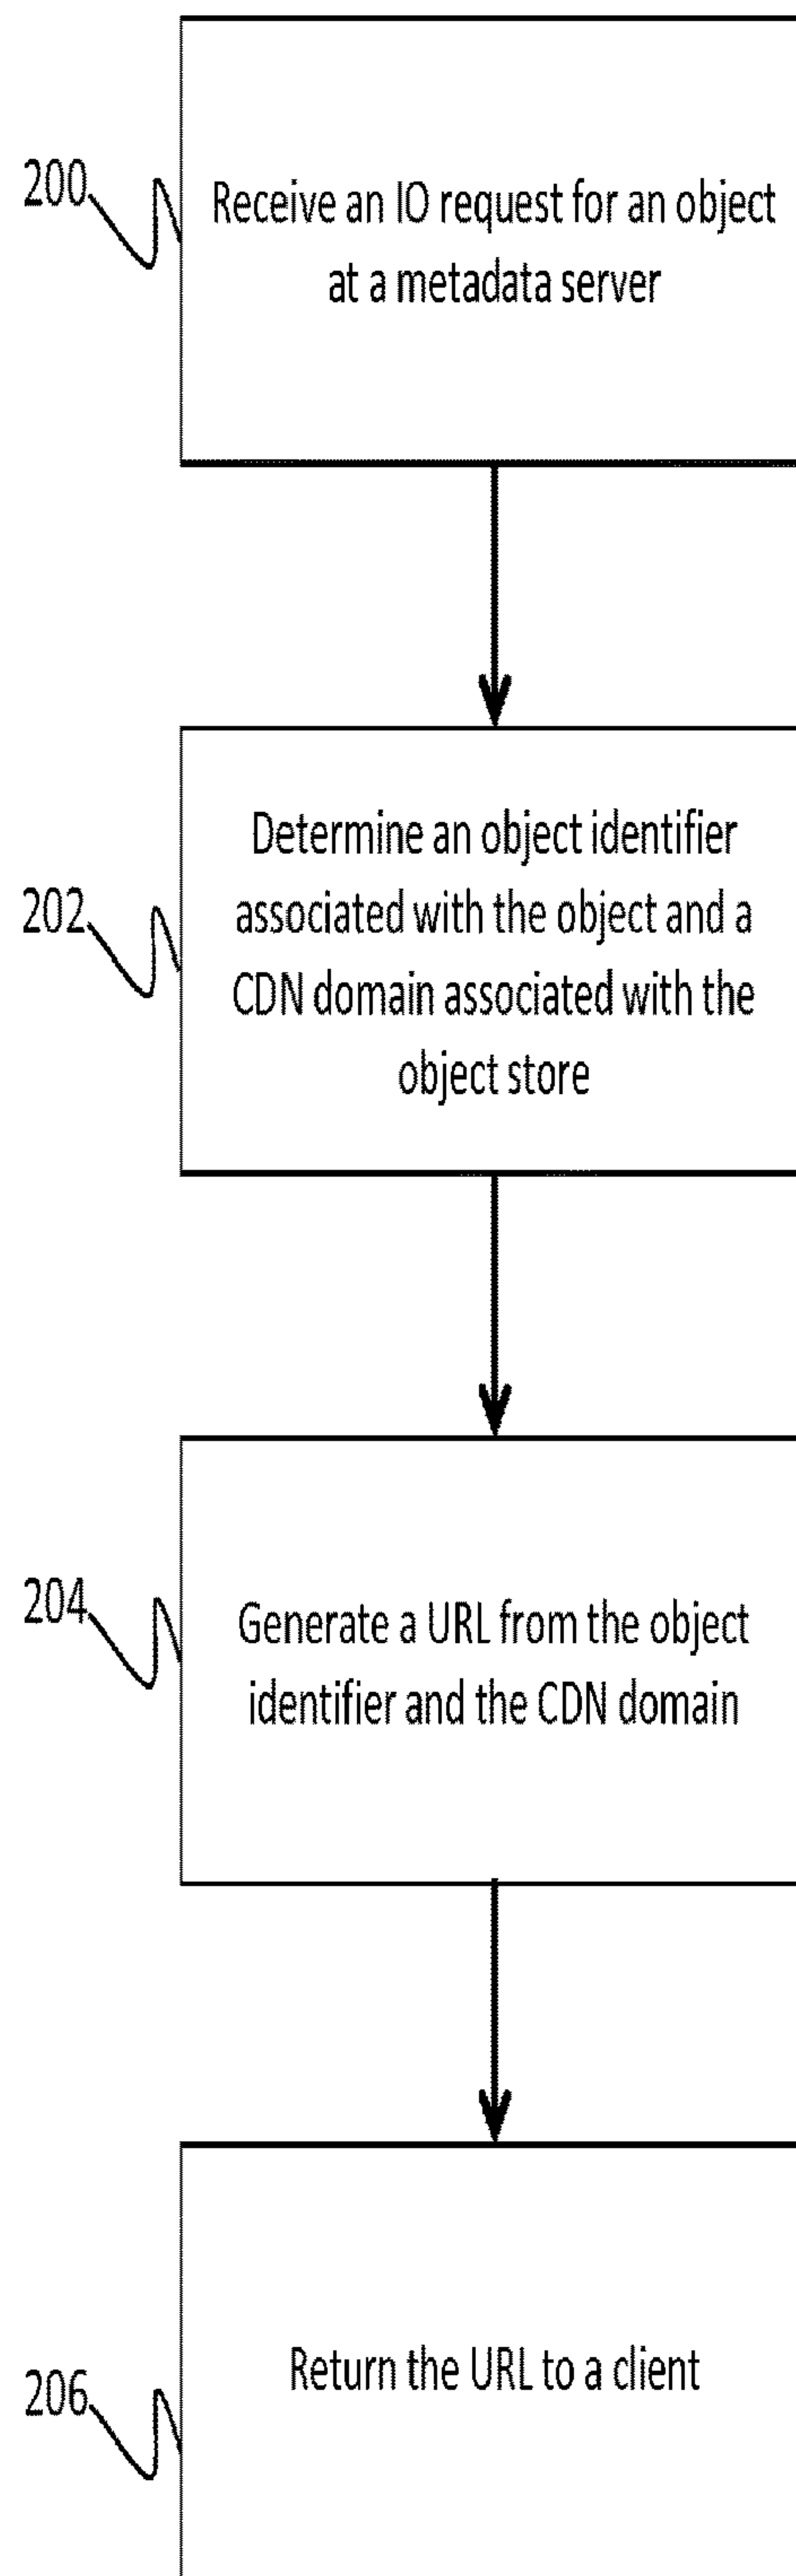 200
Receive an IO request for an object
at a metadata server
202
Determine an object identifier
associated with the object and a
CDN domain associated with the
object store
204
Generate a URL from the object
identifier and the CDN domain
206
Return the URL to a client